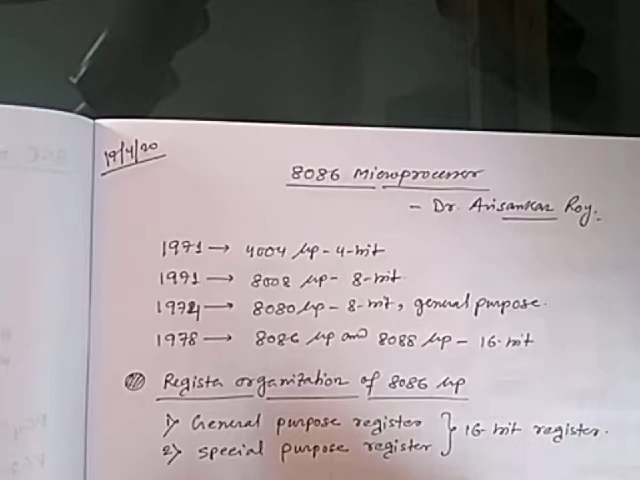 19/4/20
8086 Microprocessor
- Dr. Arisankar Roy.
1971 → 4004 μp - 4-bit
1971 → 8008 μp - 8-bit
1974 → 8080 μp - 8-bit, general purpose.
1978 → 8086 μp and 8088 μp - 16-bit
Register organization of 8086 μp
1) General purpose register } 16-bit register.
2) Special purpose register